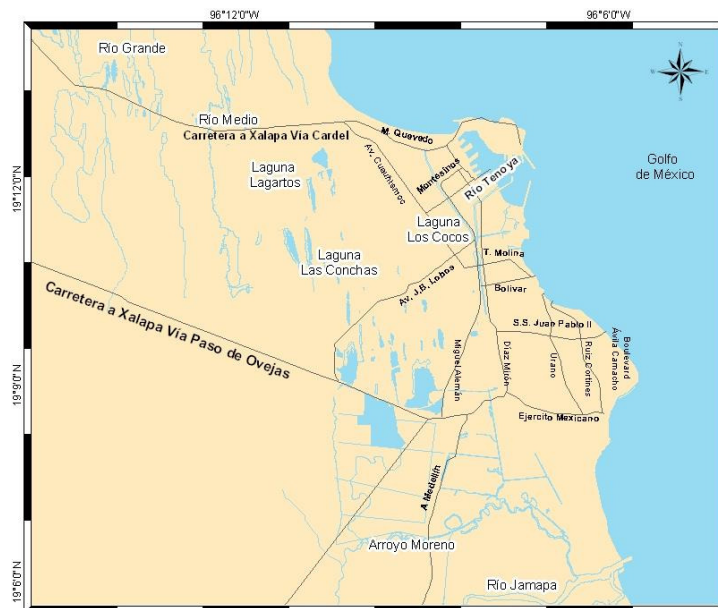 96°12'0"W
96°6'0"W
Río Grande
N
W
E
S
Río Medio
Carretera a Xalapa Vía Cardel
M. Quevedo
Golfo
de México
Laguna
Lagartos
Av. Cuauhtemoc
Montesinos
Río Tenoya
19°12'0"N
Laguna
Los Cocos
Laguna
Las Conchas
T. Molina
Av. J.B. Lobos
Bolivar
Carretera a Xalapa Vía Paso de Ovejas
S.S. Juan Pablo II
Miguel Alemán
Díaz Mirón
Urano
Ruiz Cortines
Boulevard
Ávila Camacho
19°9'0"N
Ejercito Mexicano
A Medellín
Arroyo Moreno
Río Jamapa
19°6'0"N